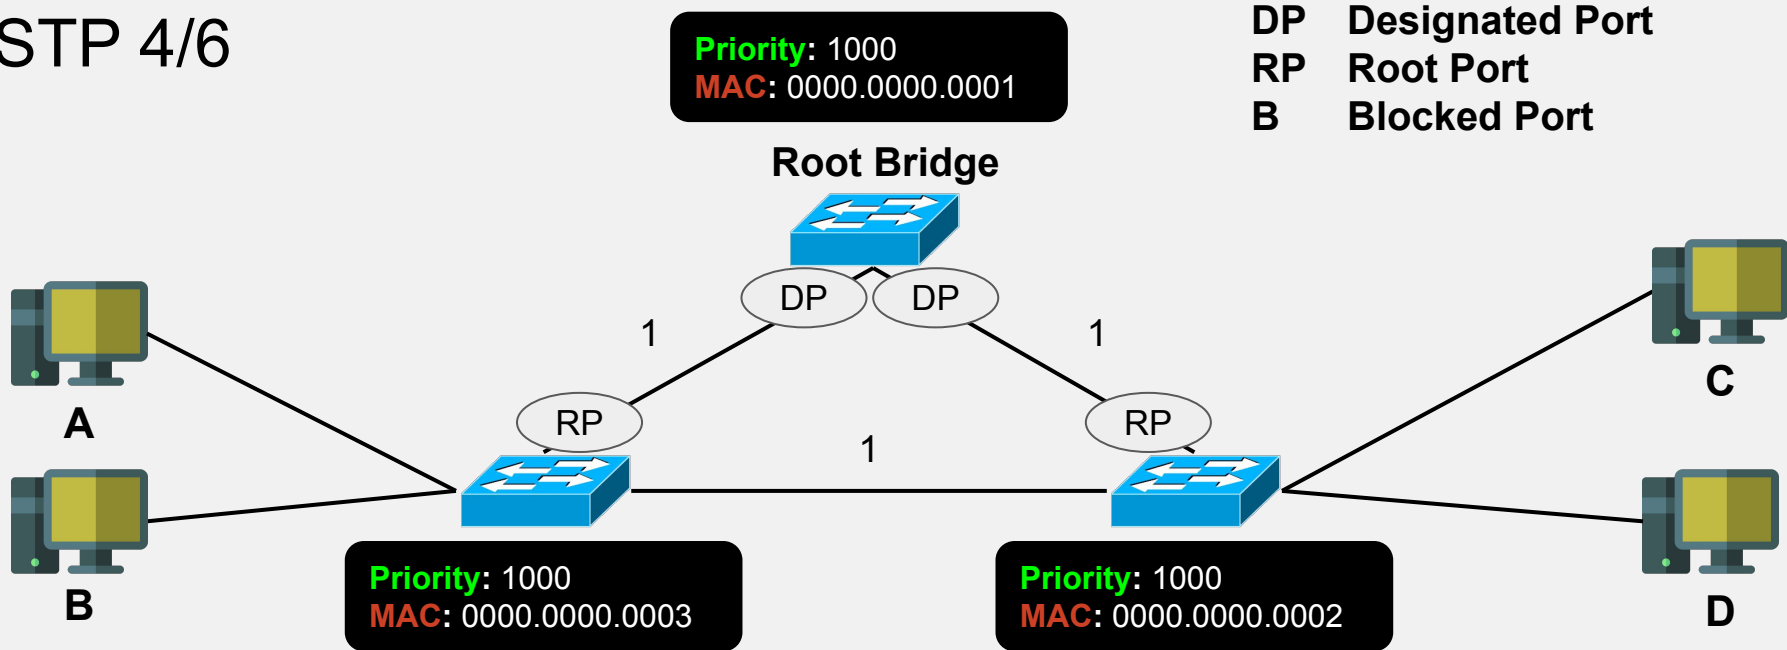 STP 4/6
Priority: 1000
MAC: 0000.0000.0001
DP Designated Port
RP Root Port
B Blocked Port
Root Bridge
DP DP
1 1
RP RP
1
A
B
C
D
Priority: 1000
MAC: 0000.0000.0003
Priority: 1000
MAC: 0000.0000.0002